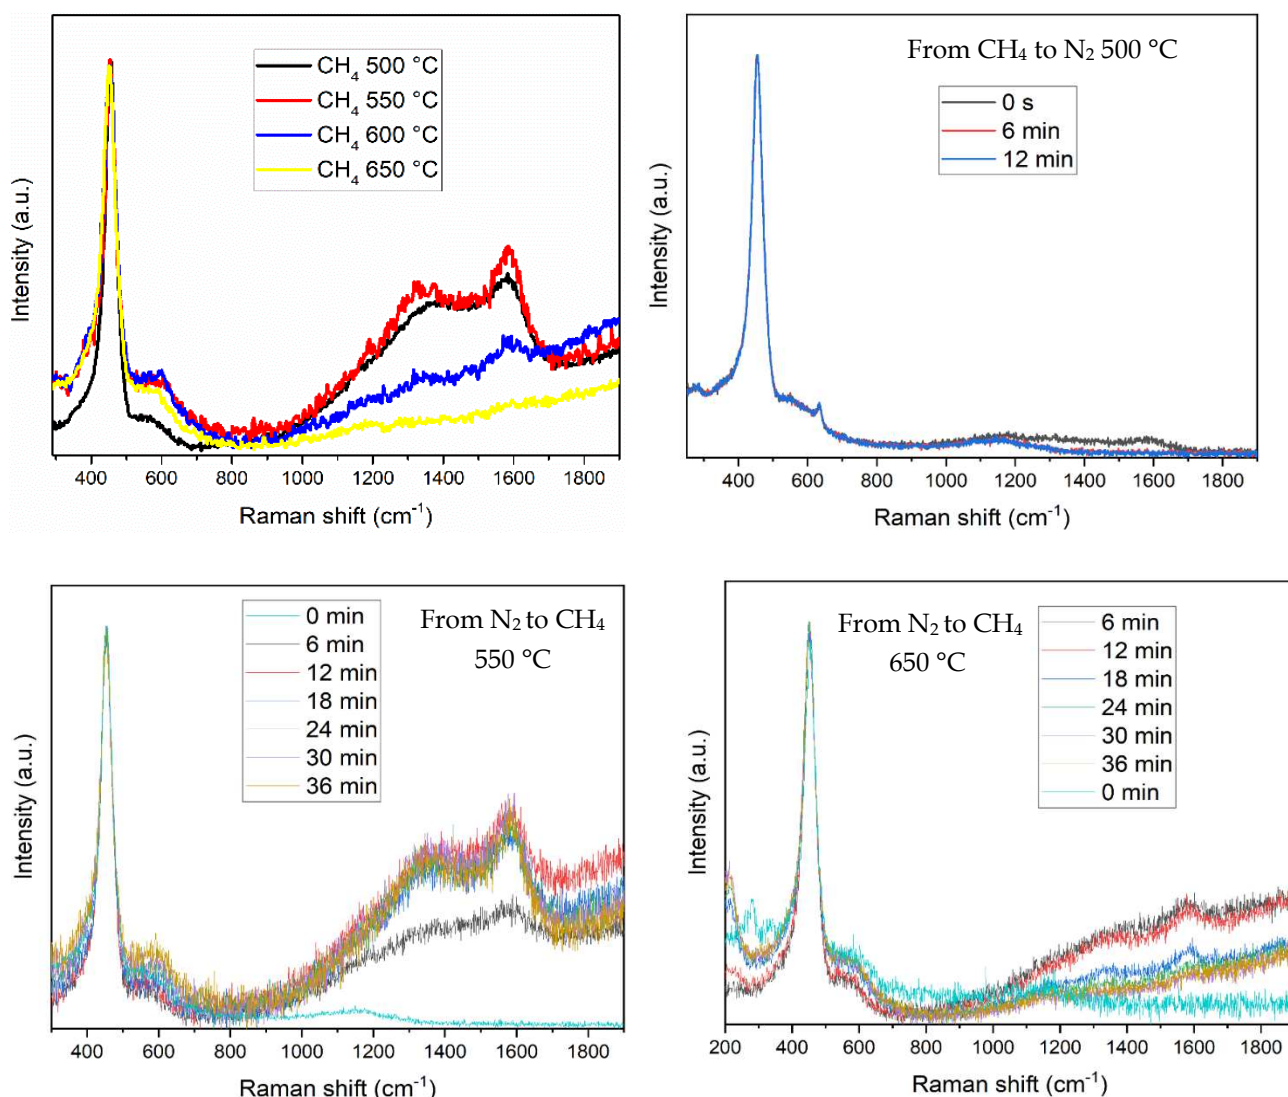 CH₄ 500 °C
CH₄ 550 °C
CH₄ 600 °C
CH₄ 650 °C
Intensity (a.u.)
400 600 800 1000 1200 1400 1600 1800
Raman shift (cm⁻¹)
From CH₄ to N₂ 500 °C
0 s
6 min
12 min
Intensity (a.u.)
400 600 800 1000 1200 1400 1600 1800
Raman shift (cm⁻¹)
0 min
6 min
12 min
18 min
24 min
30 min
36 min
From N₂ to CH₄
550 °C
Intensity (a.u.)
400 600 800 1000 1200 1400 1600 1800
Raman shift (cm⁻¹)
From N₂ to CH₄
650 °C
6 min
12 min
18 min
24 min
30 min
36 min
0 min
Intensity (a.u.)
200 400 600 800 1000 1200 1400 1600 1800
Raman shift (cm⁻¹)